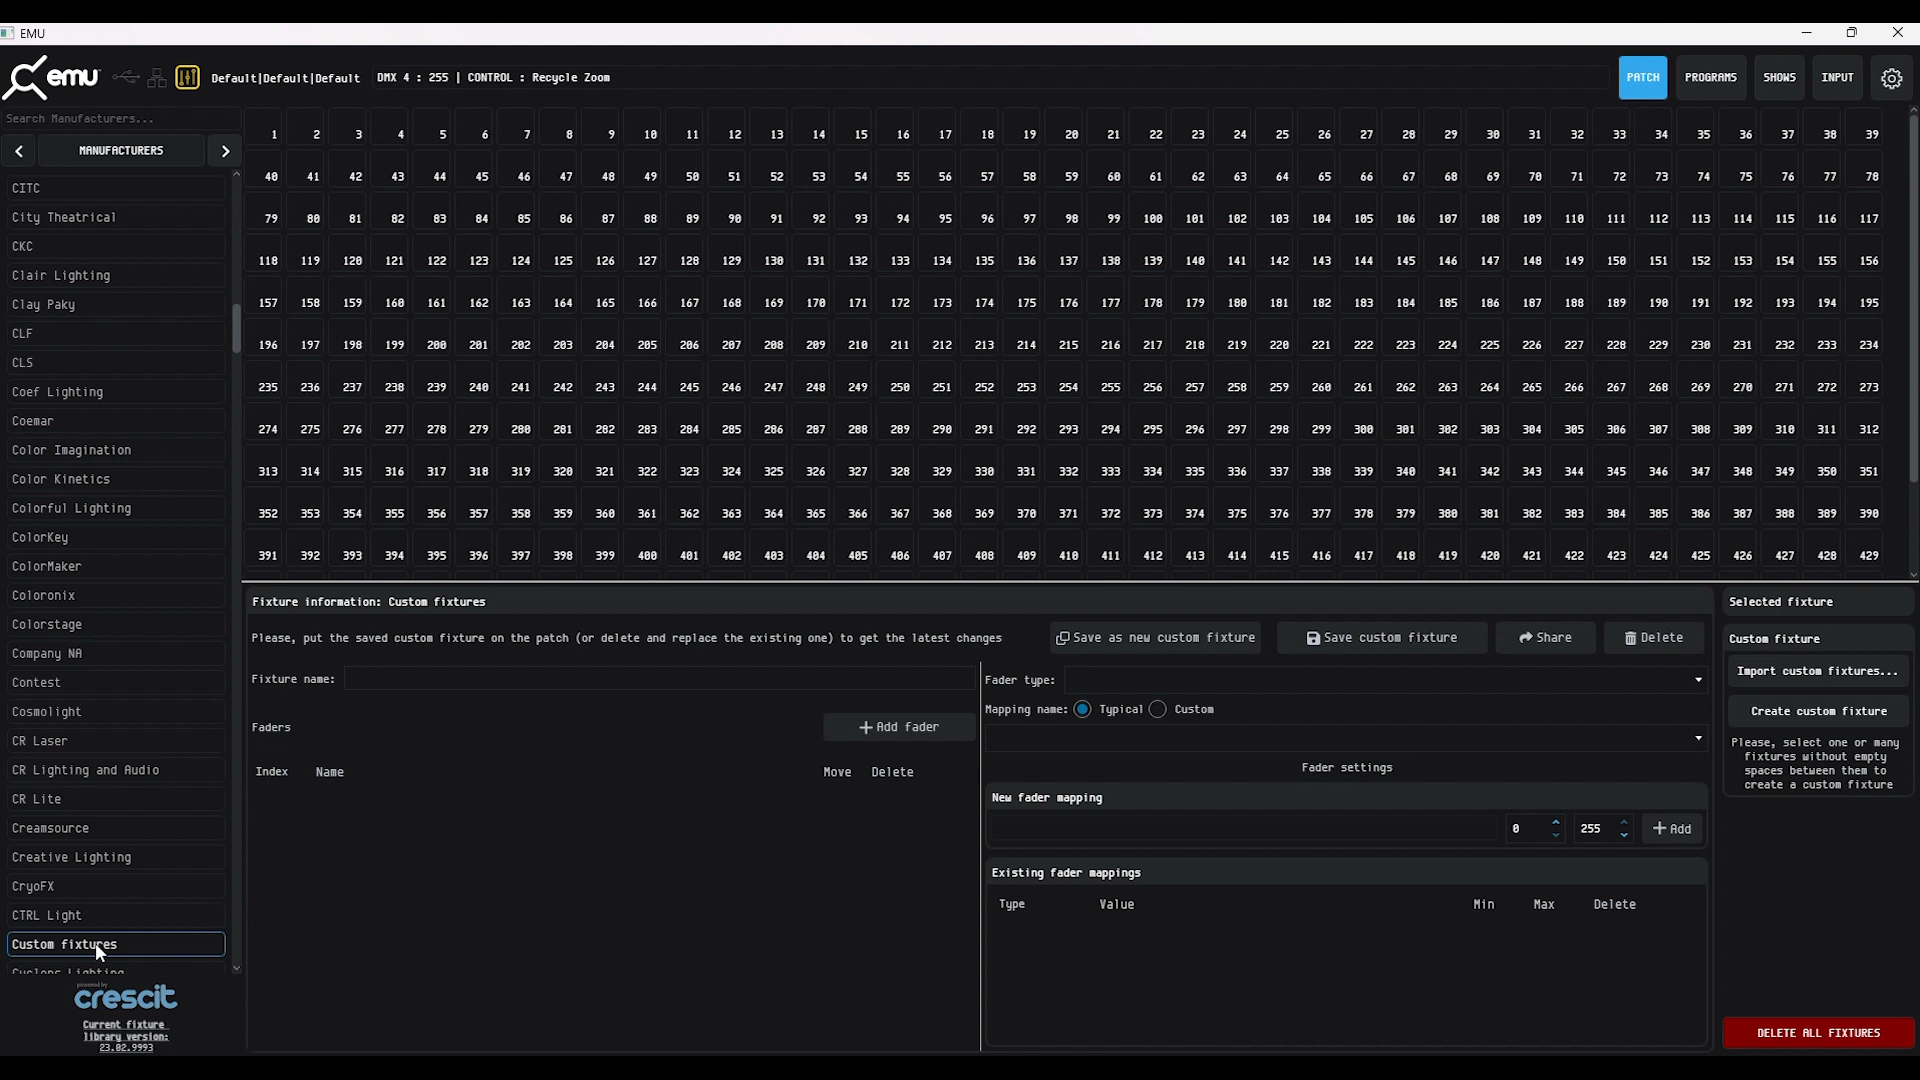 EMU
emu
Default|Default|Default
DMX 4 : 255 | CONTROL : Recycle Zoom
PATCH
PROGRAMS
SHOWS
INPUT
Search Manufacturers...
MANUFACTURERS
CITC
City Theatrical
CKC
Clair Lighting
Clay Paky
CLF
CLS
Coef Lighting
Coemar
Color Imagination
Color Kinetics
Colorful Lighting
ColorKey
ColorMaker
Coloronix
Colorstage
Company NA
Contest
Cosmolight
CR Laser
CR Lighting and Audio
CR Lite
Creamsource
Creative Lighting
CryoFX
CTRL Light
Custom fixtures
Cyclops Lighting
powered by
crescit
Current fixture
library version:
23.02.9993
1 2 3 4 5 6 7 8 9 10 11 12 13 14 15 16 17 18 19 20 21 22 23 24 25 26 27 28 29 30 31 32 33 34 35 36 37 38 39
40 41 42 43 44 45 46 47 48 49 50 51 52 53 54 55 56 57 58 59 60 61 62 63 64 65 66 67 68 69 70 71 72 73 74 75 76 77 78
79 80 81 82 83 84 85 86 87 88 89 90 91 92 93 94 95 96 97 98 99 100 101 102 103 104 105 106 107 108 109 110 111 112 113 114 115 116 117
118 119 120 121 122 123 124 125 126 127 128 129 130 131 132 133 134 135 136 137 138 139 140 141 142 143 144 145 146 147 148 149 150 151 152 153 154 155 156
157 158 159 160 161 162 163 164 165 166 167 168 169 170 171 172 173 174 175 176 177 178 179 180 181 182 183 184 185 186 187 188 189 190 191 192 193 194 195
196 197 198 199 200 201 202 203 204 205 206 207 208 209 210 211 212 213 214 215 216 217 218 219 220 221 222 223 224 225 226 227 228 229 230 231 232 233 234
235 236 237 238 239 240 241 242 243 244 245 246 247 248 249 250 251 252 253 254 255 256 257 258 259 260 261 262 263 264 265 266 267 268 269 270 271 272 273
274 275 276 277 278 279 280 281 282 283 284 285 286 287 288 289 290 291 292 293 294 295 296 297 298 299 300 301 302 303 304 305 306 307 308 309 310 311 312
313 314 315 316 317 318 319 320 321 322 323 324 325 326 327 328 329 330 331 332 333 334 335 336 337 338 339 340 341 342 343 344 345 346 347 348 349 350 351
352 353 354 355 356 357 358 359 360 361 362 363 364 365 366 367 368 369 370 371 372 373 374 375 376 377 378 379 380 381 382 383 384 385 386 387 388 389 390
391 392 393 394 395 396 397 398 399 400 401 402 403 404 405 406 407 408 409 410 411 412 413 414 415 416 417 418 419 420 421 422 423 424 425 426 427 428 429
Fixture information: Custom fixtures
Please, put the saved custom fixture on the patch (or delete and replace the existing one) to get the latest changes
Save as new custom fixture
Save custom fixture
Share
Delete
Fixture name:
Faders
Add fader
Index Name Move Delete
Fader type:
Mapping name: Typical Custom
Fader settings
New fader mapping
0 255 Add
Existing fader mappings
Type Value Min Max Delete
Selected fixture
Custom fixture
Import custom fixtures...
Create custom fixture
Please, select one or many
fixtures without empty
spaces between them to
create a custom fixture
DELETE ALL FIXTURES